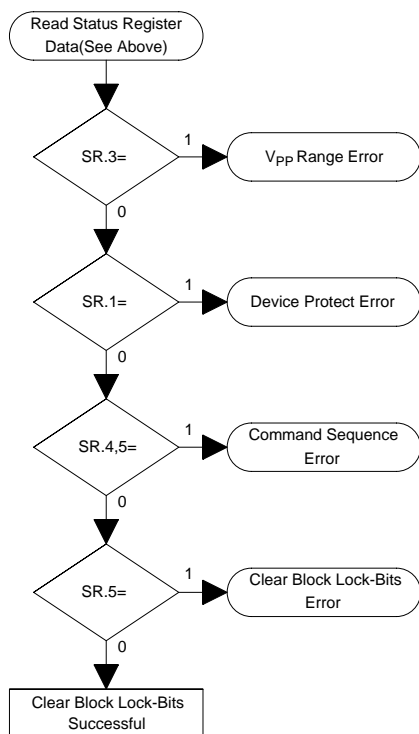 Read Status Register
Data(See Above)
SR.3=
1
V_PP Range Error
0
SR.1=
1
Device Protect Error
0
SR.4,5=
1
Command Sequence
Error
0
SR.5=
1
Clear Block Lock-Bits
Error
0
Clear Block Lock-Bits
Successful